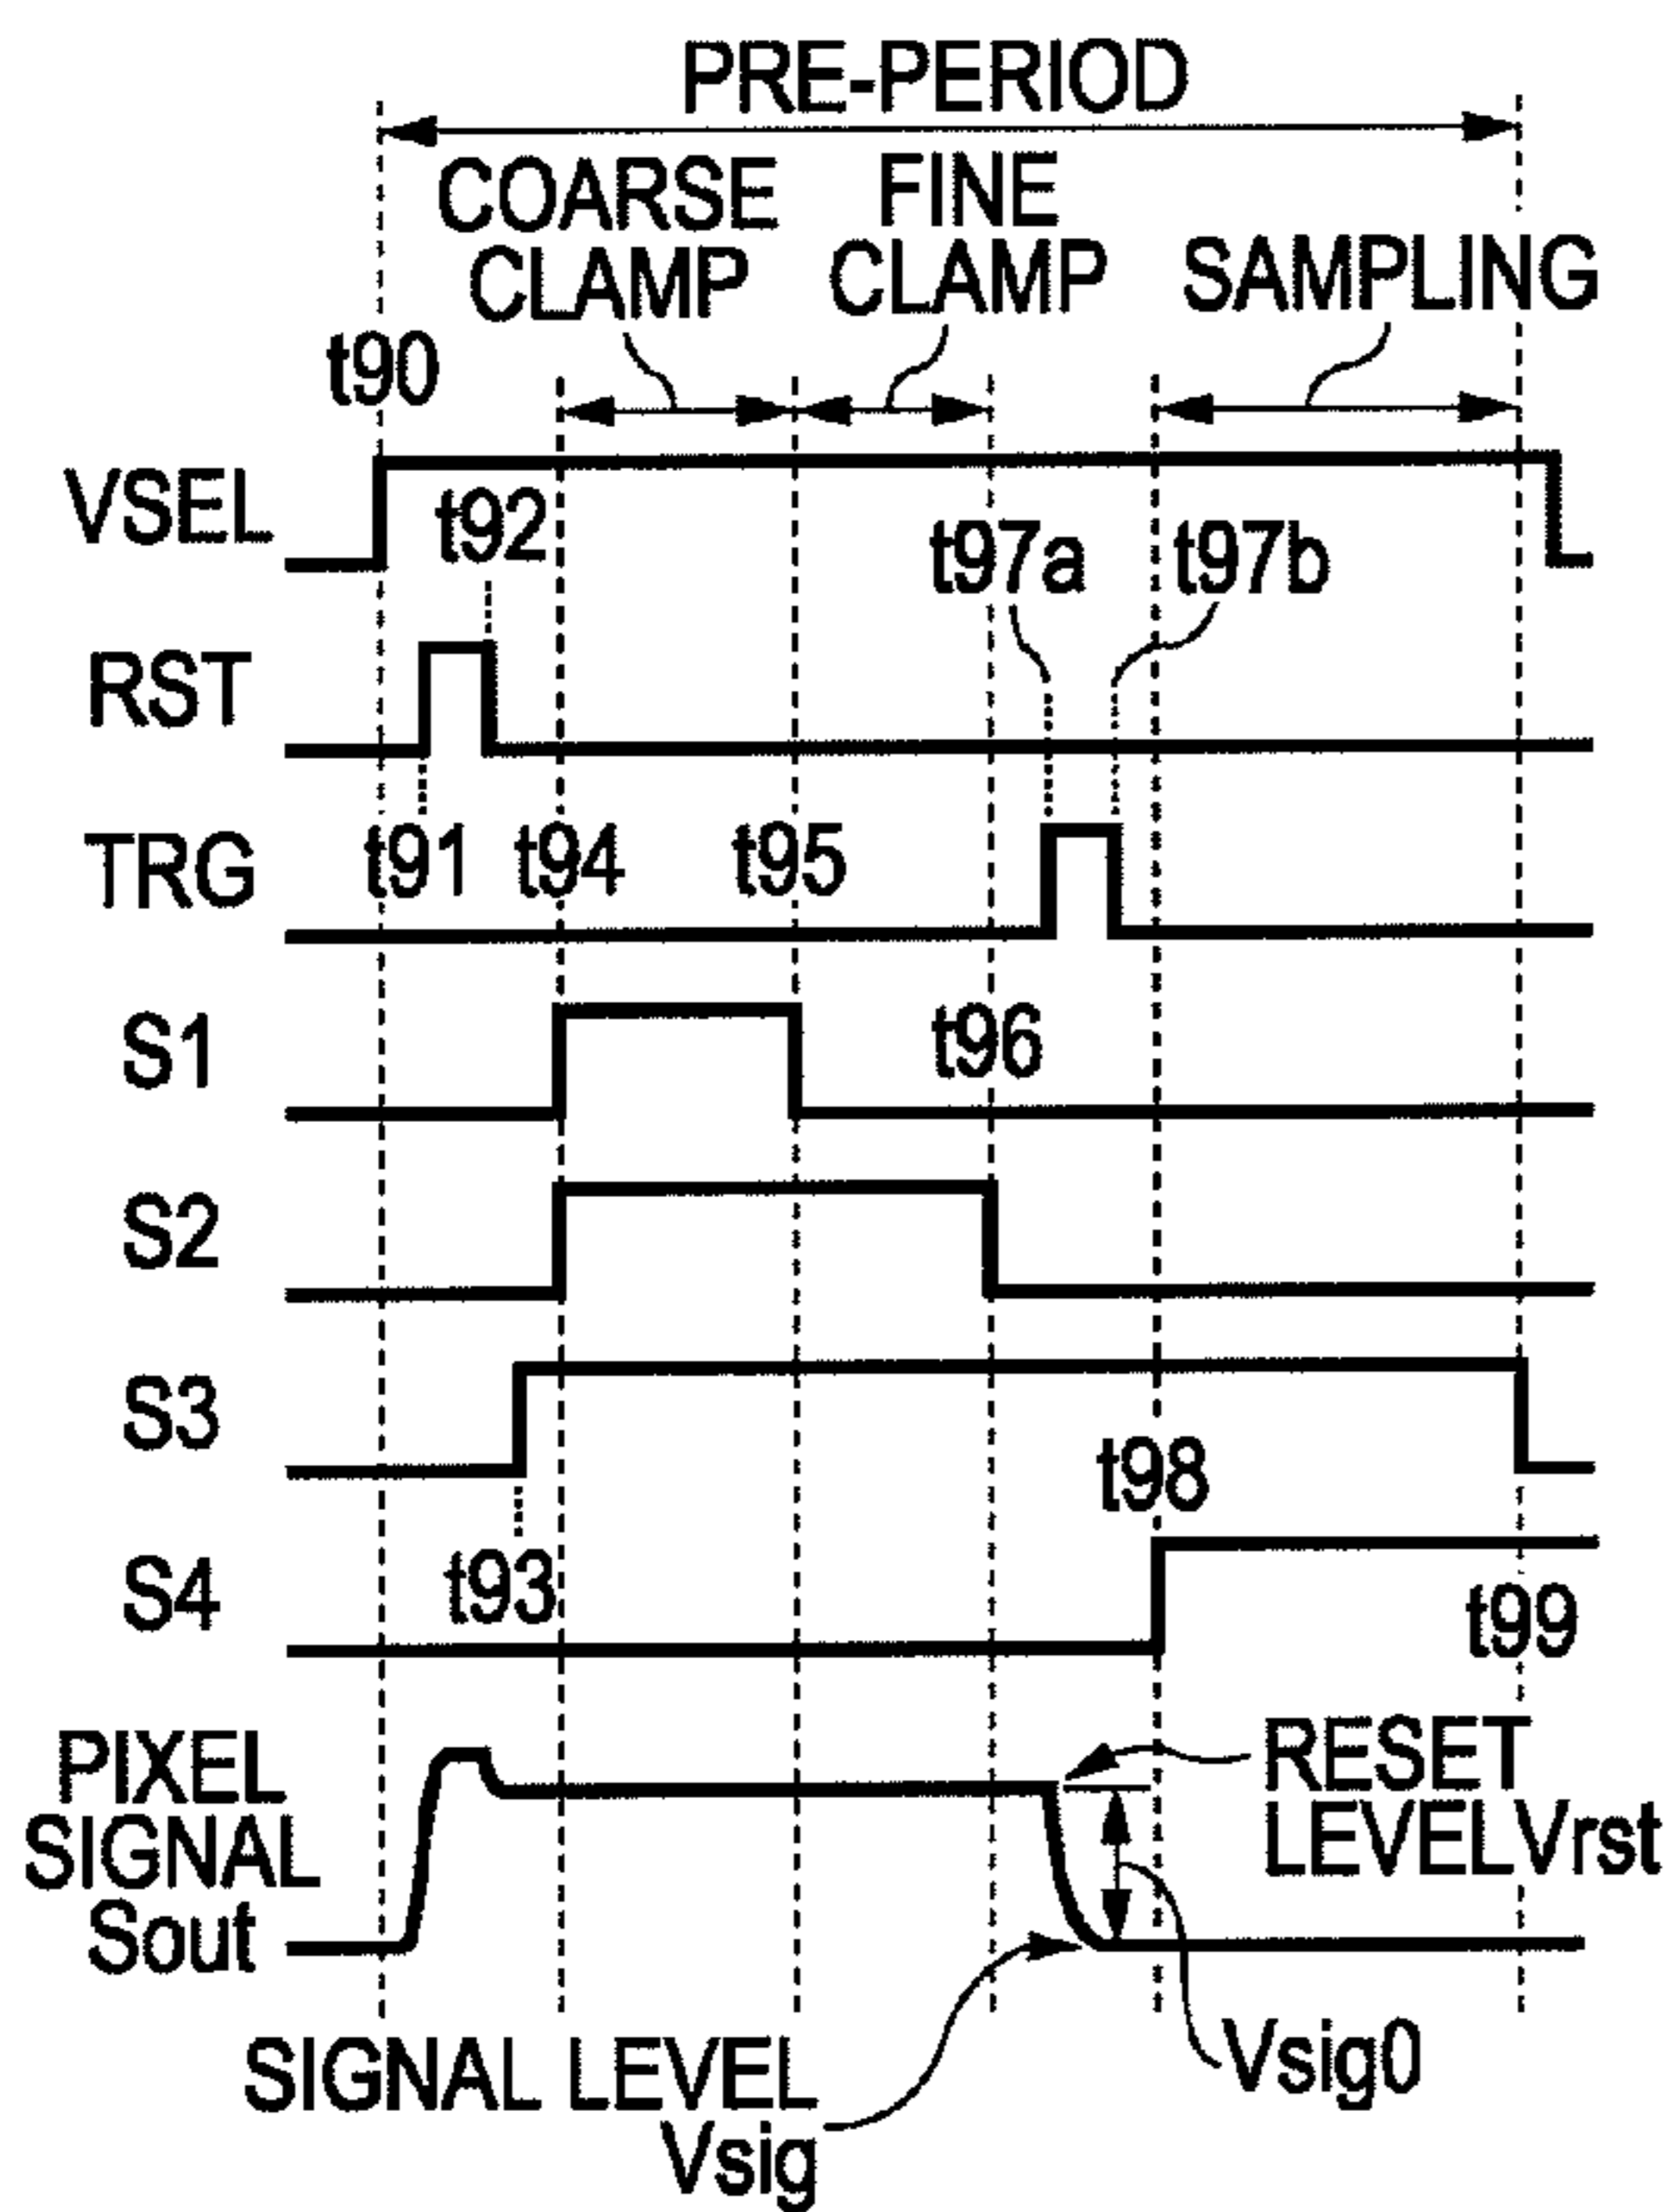 PRE-PERIOD
COARSE
CLAMP
FINE
CLAMP
SAMPLING
t90
VSEL
t92
t97a
t97b
RST
TRG
t91
t94
t95
S1
t96
S2
S3
t98
S4
t93
t99
PIXEL
SIGNAL
Sout
RESET
LEVELVrst
SIGNAL LEVEL
Vsig
Vsig0